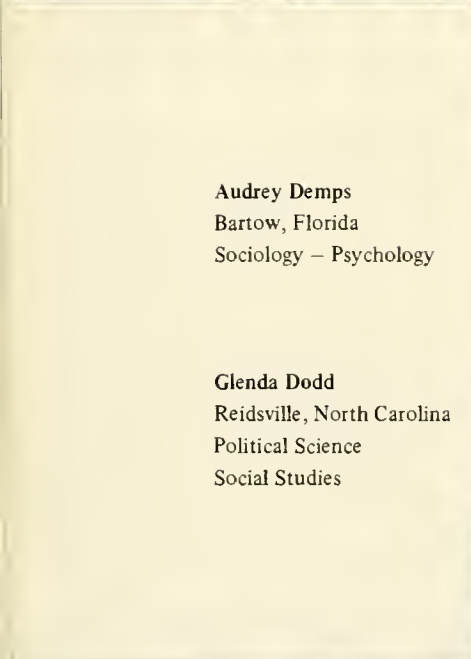 Audrey Demps
Bartow, Florida
Sociology – Psychology
Glenda Dodd
Reidsville, North Carolina
Political Science
Social Studies